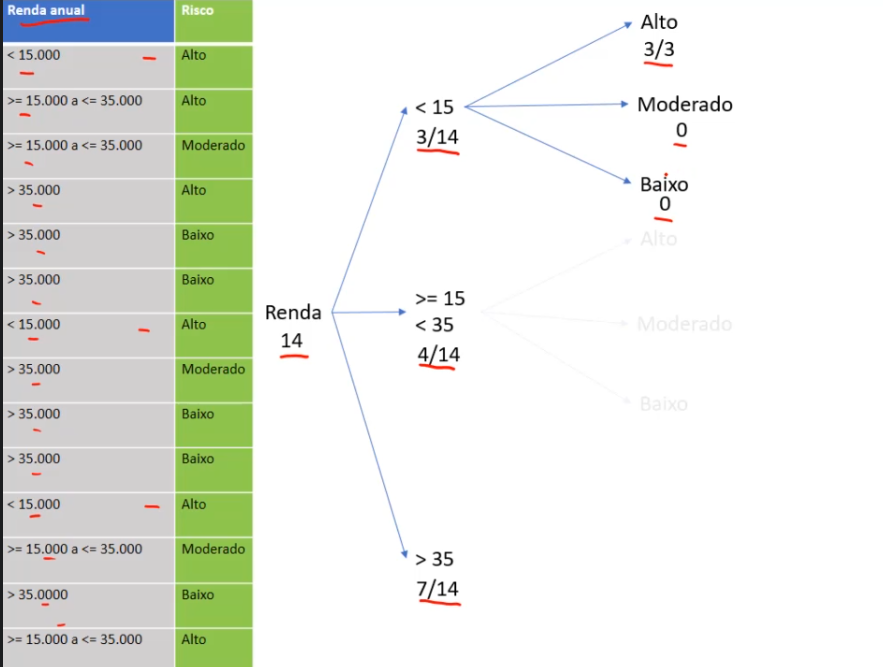 Renda anual Risco
< 15.000 Alto
>= 15.000 a <= 35.000 Alto
>= 15.000 a <= 35.000 Moderado
> 35.000 Alto
> 35.000 Baixo
> 35.000 Baixo
< 15.000 Alto
> 35.000 Moderado
> 35.000 Baixo
> 35.000 Baixo
< 15.000 Alto
>= 15.000 a <= 35.000 Moderado
> 35.0000 Baixo
>= 15.000 a <= 35.000 Alto
Renda
14
< 15
3/14
Alto
3/3
Moderado
0
Baixo
0
>= 15
< 35
4/14
Alto
Moderado
Baixo
> 35
7/14